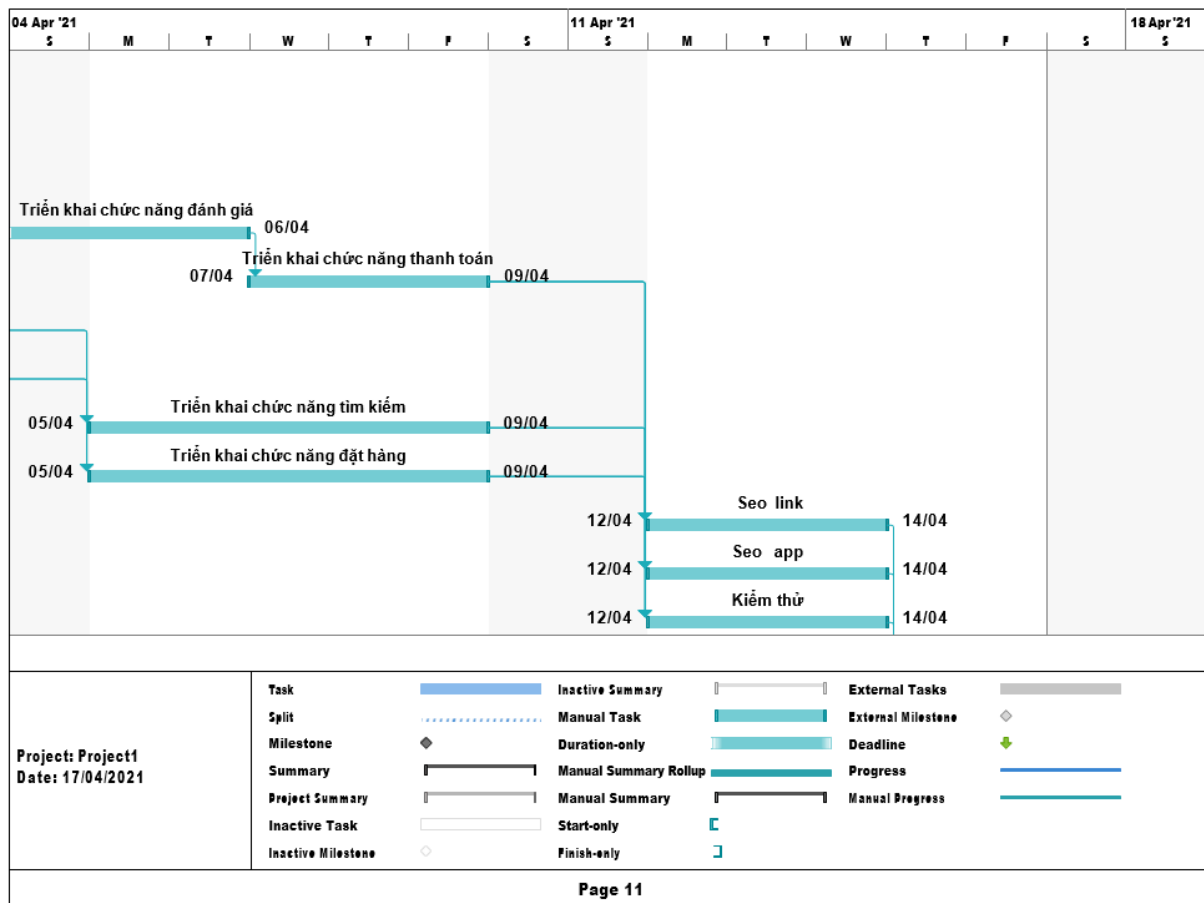 04 Apr '21 11 Apr '21 18 Apr'21
S M T W T F S S M T W T F S S
Triển khai chức năng đánh giá
06/04
Triển khai chức năng thanh toán
07/04 09/04
Triển khai chức năng tìm kiếm
05/04 09/04
Triển khai chức năng đặt hàng
05/04 09/04
Seo link
12/04 14/04
Seo app
12/04 14/04
Kiểm thử
12/04 14/04
Project: Project1
Date: 17/04/2021
Task
Split
Milestone
Summary
Project Summary
Inactive Task
Inactive Milestone
Inactive Summary
Manual Task
Duration-only
Manual Summary Rollup
Manual Summary
Start-only
Finish-only
External Tasks
External Milestone
Deadline
Progress
Manual Progress
Page 11